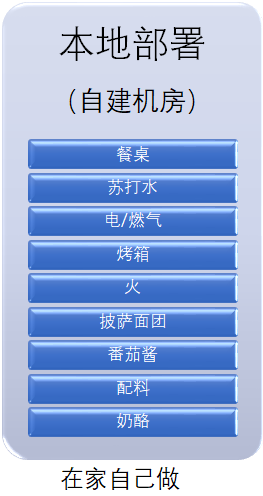 本地部署
（自建机房）
餐桌
苏打水
电/燃气
烤箱
火
披萨面团
番茄酱
配料
奶酪
在家自己做